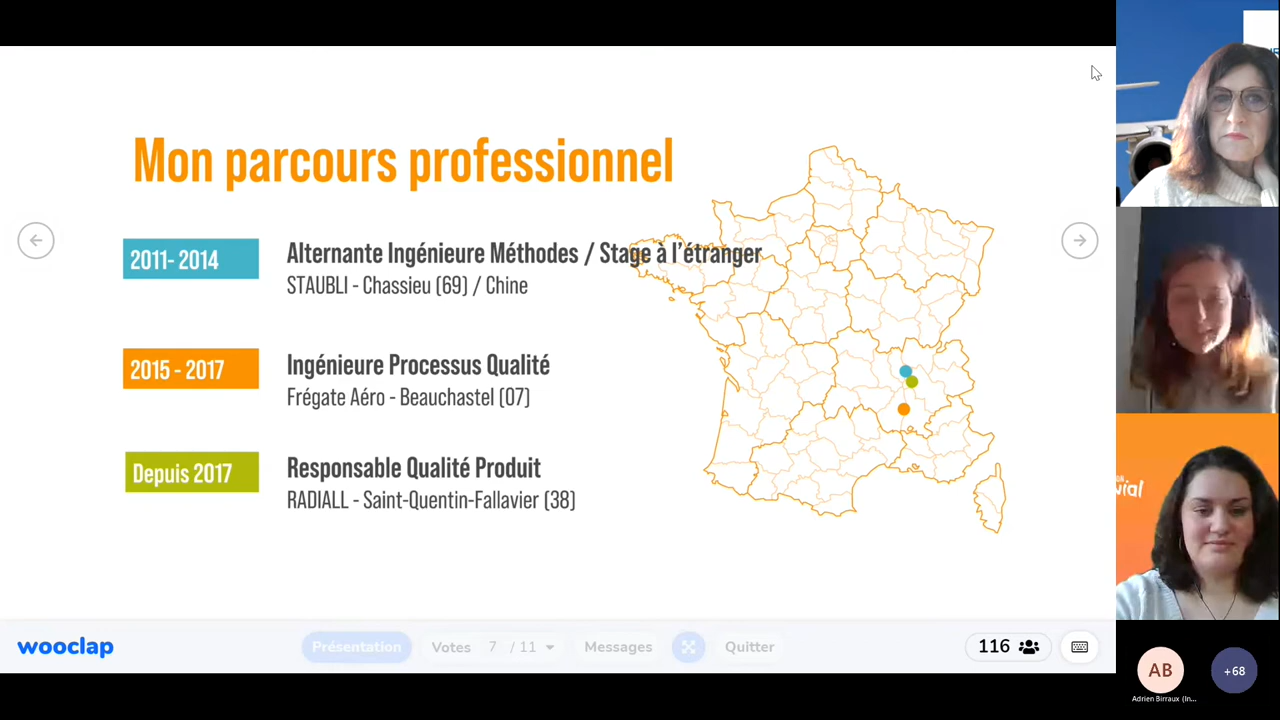 Mon parcours professionnel
2011- 2014
Alternante Ingénieure Méthodes / Stage à l'étranger
STAUBLI - Chassieu (69) / Chine
2015 - 2017
Ingénieure Processus Qualité
Frégate Aéro - Beauchastel (07)
Depuis 2017
Responsable Qualité Produit
RADIALL - Saint-Quentin-Fallavier (38)
wooclap
Présentation
Votes 7 / 11
Messages
Quitter
116
AB
+68
Adrien Birraux (In...